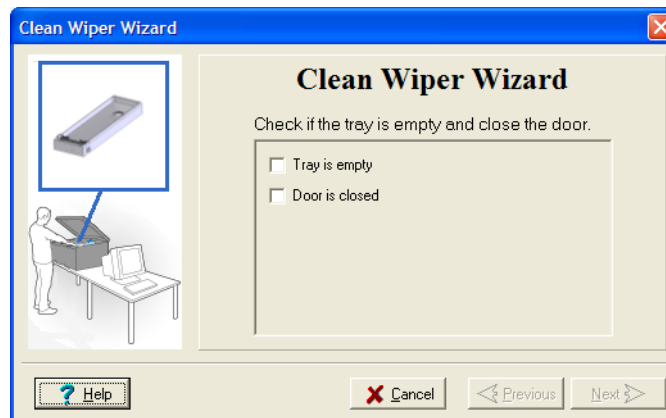 Clean Wiper Wizard
Clean Wiper Wizard
Check if the tray is empty and close the door.
Tray is empty
Door is closed
Help
Cancel
Previous
Next